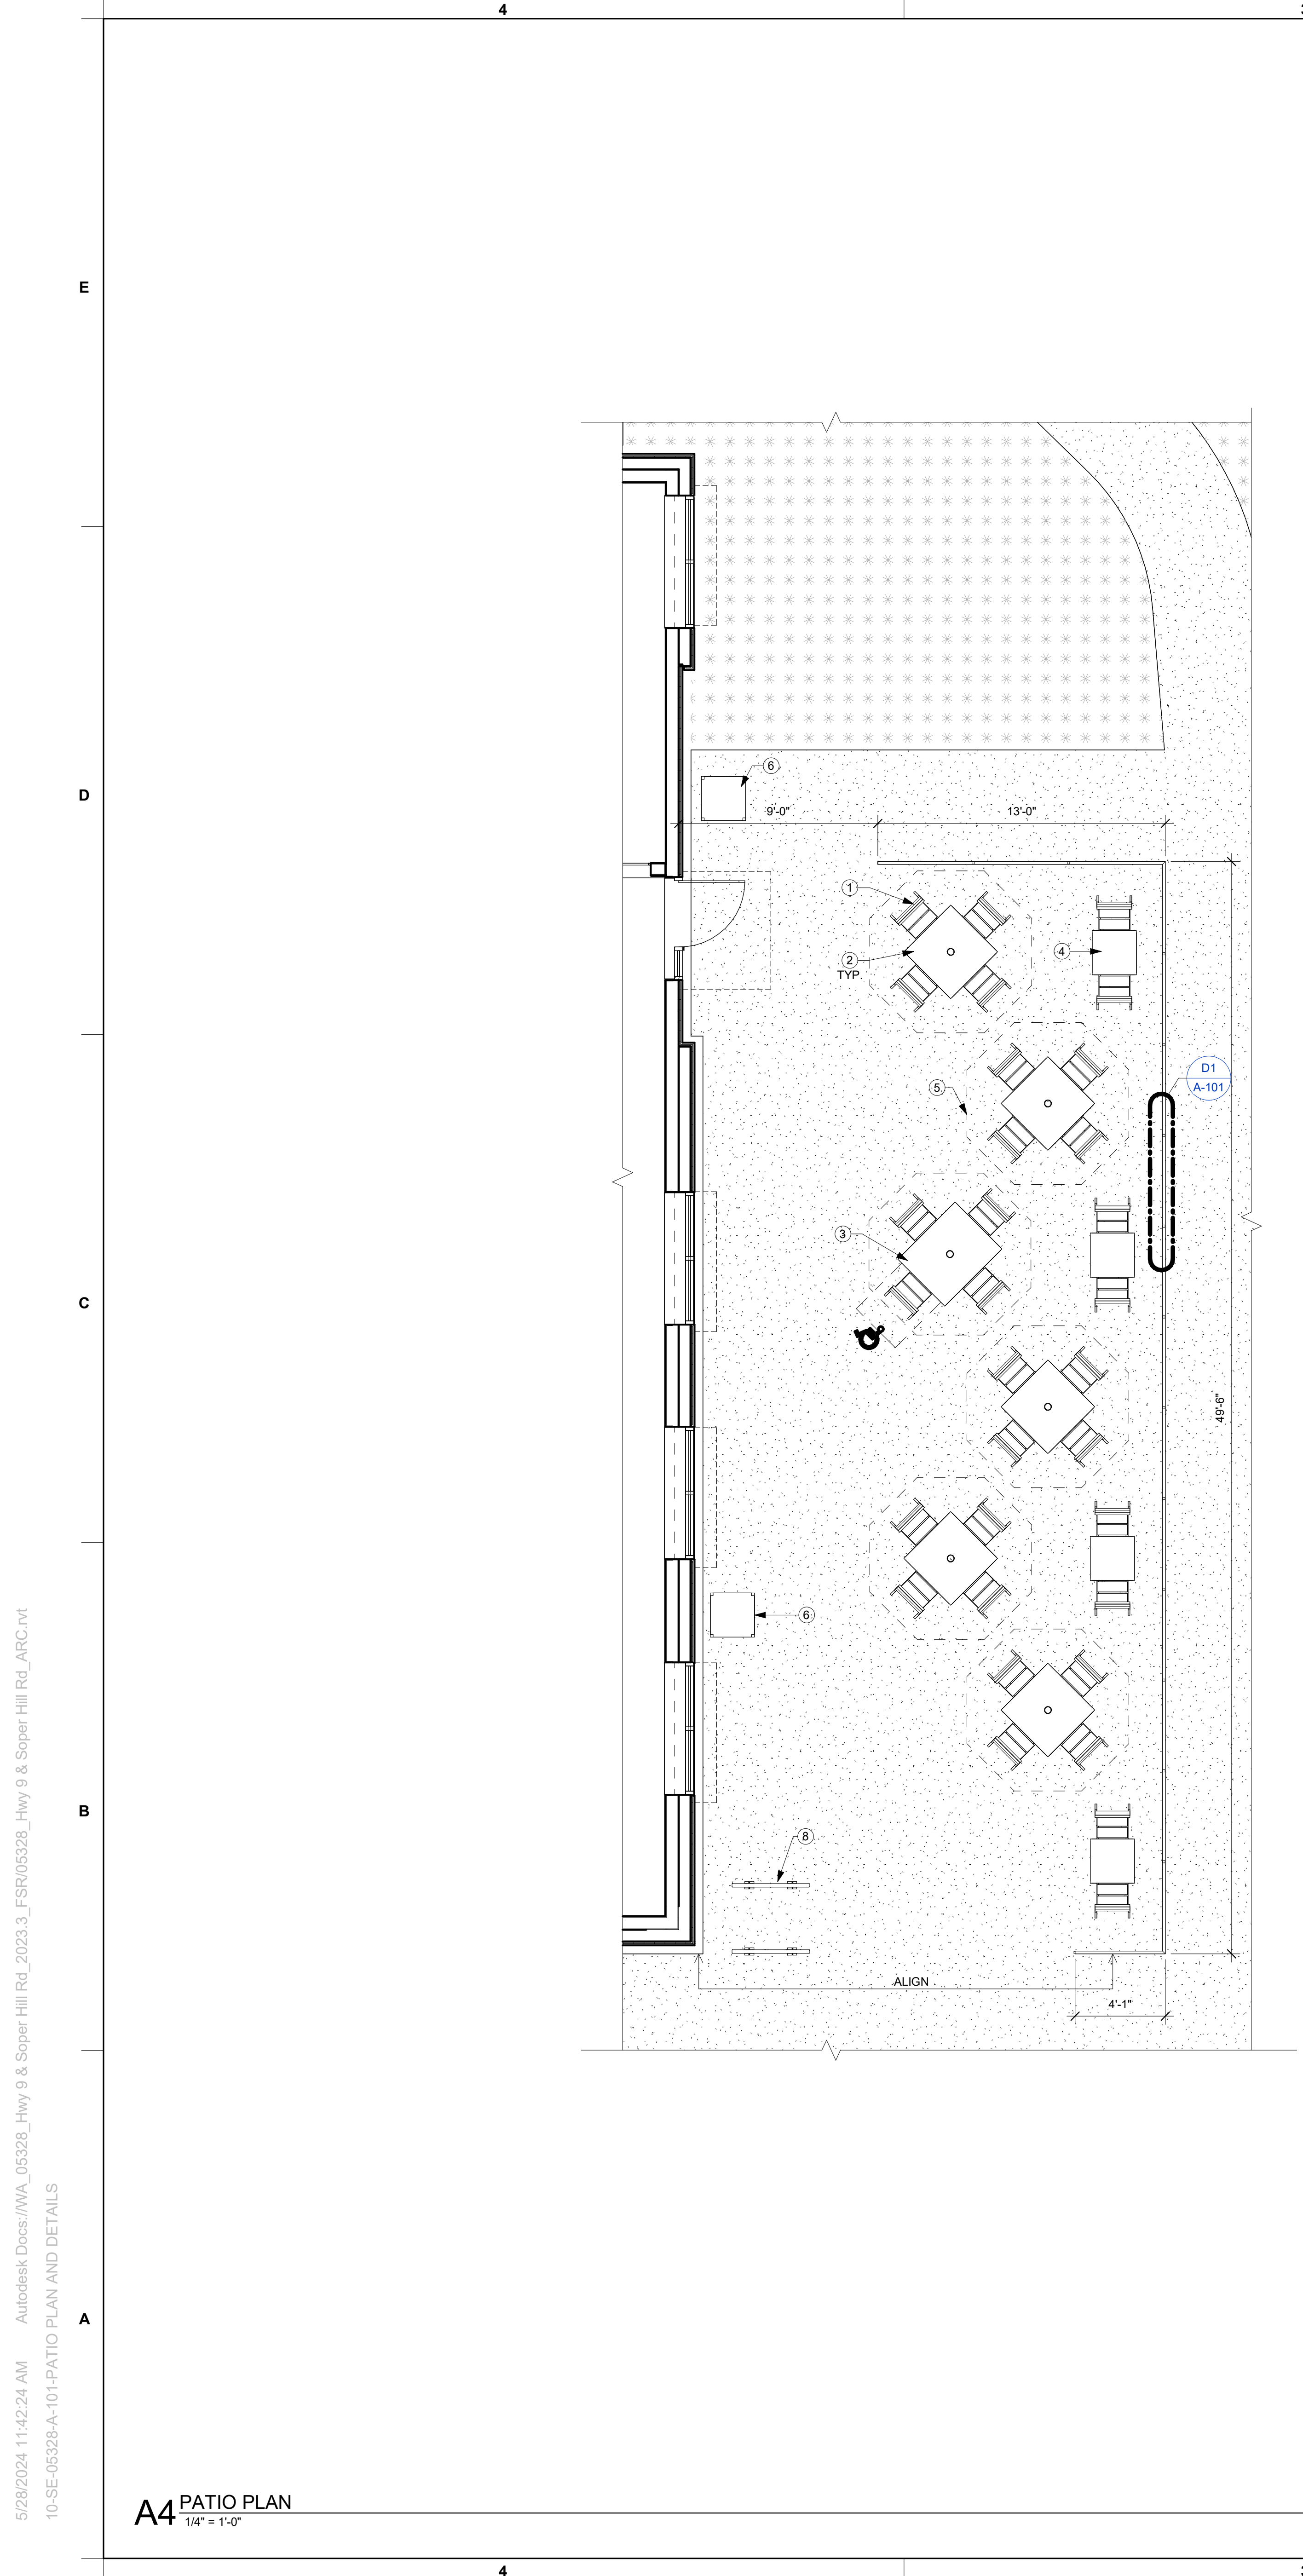 4
3
E
6
9'-0"
13'-0"
D
1
2
TYP.
4
D1
A-101
5
3
C
49'-6"
6
B
8
ALIGN
4'-1"
A
5/28/2024 11:42:24 AM Autodesk Docs://WA_05328_Hwy 9 & Soper Hill Rd_2023.3_FSR/05328_Hwy 9 & Soper Hill Rd_ARC.rvt
10-SE-05328-A-101-PATIO PLAN AND DETAILS
A4 PATIO PLAN
1/4" = 1'-0"
4
3